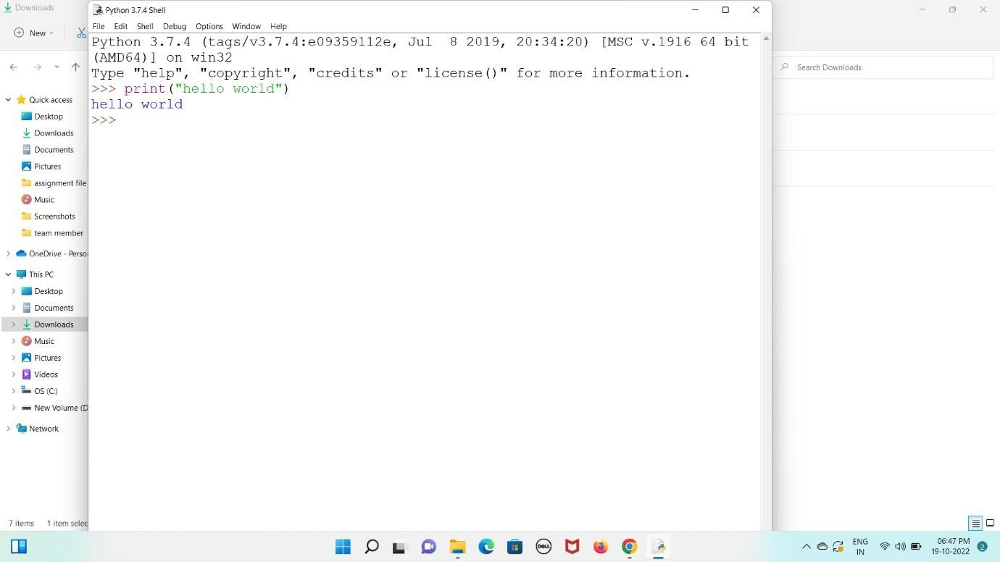 Downloads
New
Quick access
Desktop
Downloads
Documents
Pictures
assignment file
Music
Screenshots
team member
OneDrive - Perso
This PC
Desktop
Documents
Downloads
Music
Pictures
Videos
OS (C:)
New Volume (D
Network
7 items 1 item selec
Python 3.7.4 Shell
File Edit Shell Debug Options Window Help
Python 3.7.4 (tags/v3.7.4:e09359112e, Jul  8 2019, 20:34:20) [MSC v.1916 64 bit
(AMD64)] on win32
Type "help", "copyright", "credits" or "license()" for more information.
>>> print("hello world")
hello world
>>>
Search Downloads
DELL
ENG
IN
06:47 PM
19-10-2022
2